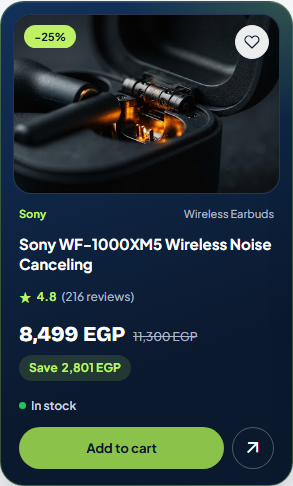 -25%
Sony
Wireless Earbuds
Sony WF-1000XM5 Wireless Noise
Canceling
★ 4.8 (216 reviews)
8,499 EGP 11,300 EGP
Save 2,801 EGP
In stock
Add to cart